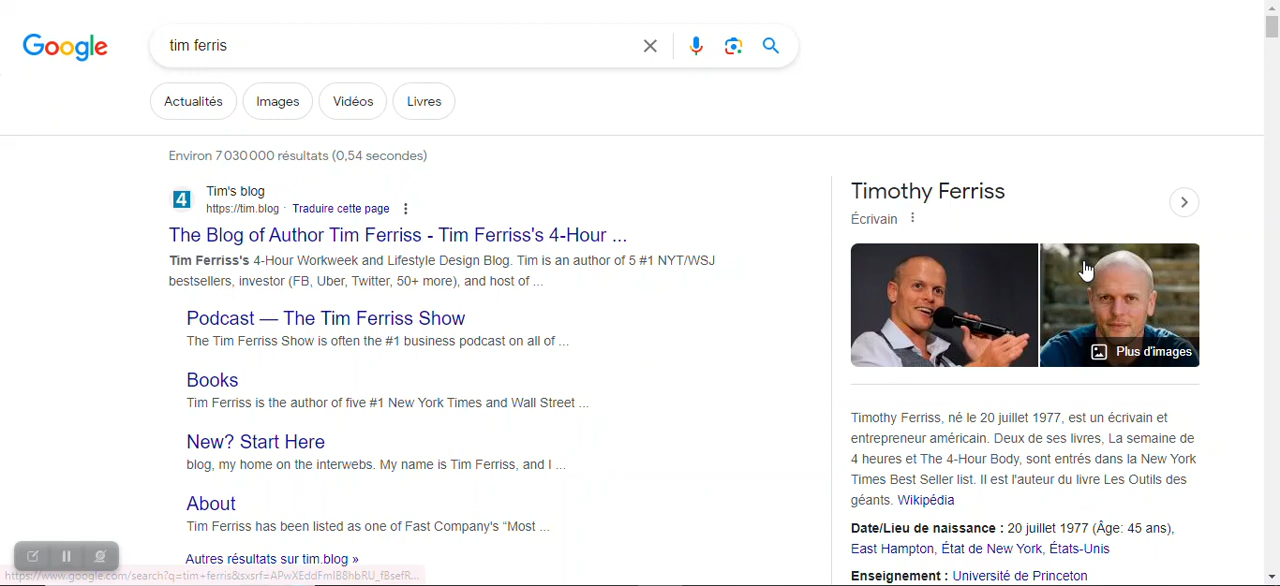 Google
tim ferris
Actualités
Images
Vidéos
Livres
Environ 7 030 000 résultats (0,54 secondes)
4
Tim's blog
https://tim.blog · Traduire cette page
The Blog of Author Tim Ferriss - Tim Ferriss's 4-Hour ...
Tim Ferriss's 4-Hour Workweek and Lifestyle Design Blog. Tim is an author of 5 #1 NYT/WSJ
bestsellers, investor (FB, Uber, Twitter, 50+ more), and host of ...
Podcast — The Tim Ferriss Show
The Tim Ferriss Show is often the #1 business podcast on all of ...
Books
Tim Ferriss is the author of five #1 New York Times and Wall Street ...
New? Start Here
blog, my home on the interwebs. My name is Tim Ferriss, and I ...
About
Tim Ferriss has been listed as one of Fast Company's “Most ...
Autres résultats sur tim.blog »
Timothy Ferriss
Écrivain
Plus d'images
Timothy Ferriss, né le 20 juillet 1977, est un écrivain et
entrepreneur américain. Deux de ses livres, La semaine de
4 heures et The 4-Hour Body, sont entrés dans la New York
Times Best Seller list. Il est l'auteur du livre Les Outils des
géants. Wikipédia
Date/Lieu de naissance : 20 juillet 1977 (Âge: 45 ans),
East Hampton, État de New York, États-Unis
Enseignement : Université de Princeton